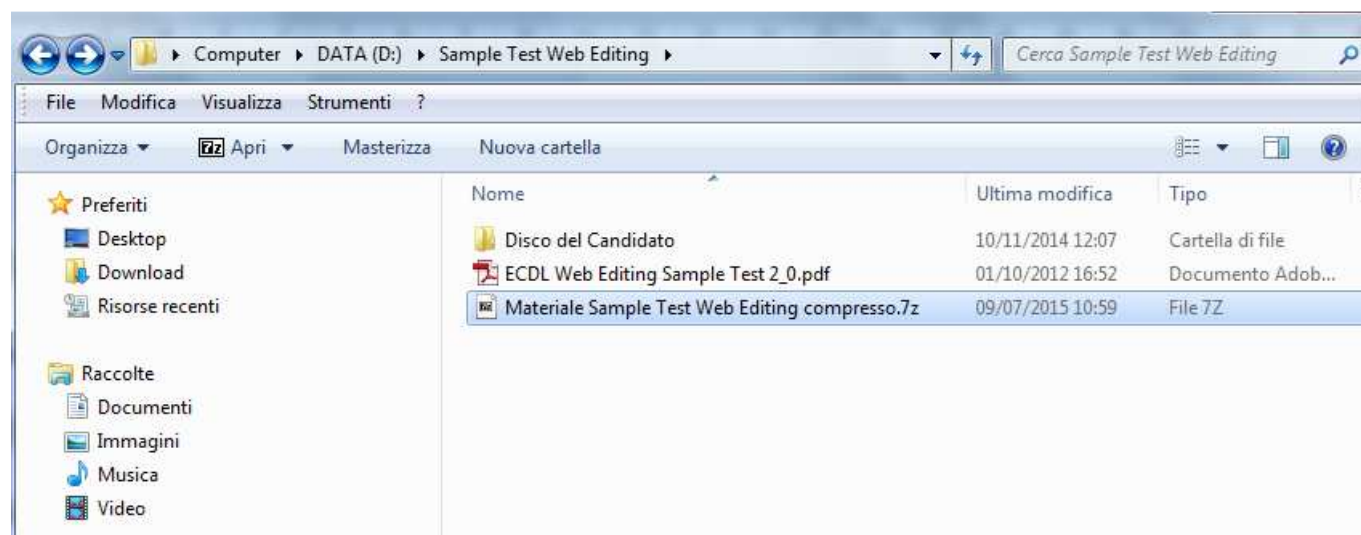 Computer DATA (D:) Sample Test Web Editing Cerca Sample Test Web Editing
File Modifica Visualizza Strumenti ?
Organizza 7z Apri Masterizza Nuova cartella
Preferiti
Desktop
Download
Risorse recenti
Raccolte
Documenti
Immagini
Musica
Video
Nome Ultima modifica Tipo
Disco del Candidato 10/11/2014 12:07 Cartella di file
ECDL Web Editing Sample Test 2_0.pdf 01/10/2012 16:52 Documento Adob...
Materiale Sample Test Web Editing compresso.7z 09/07/2015 10:59 File 7Z